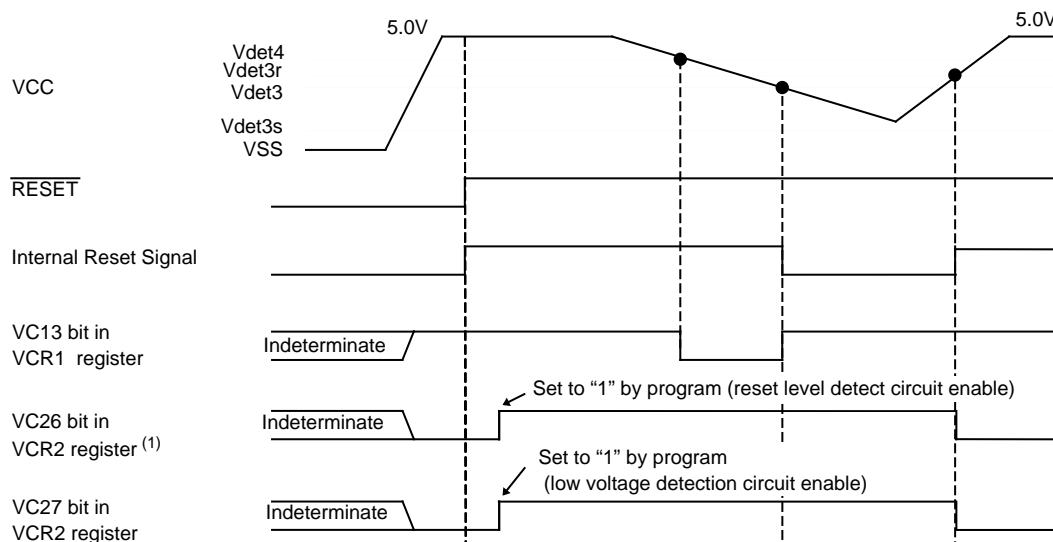 5.0V
5.0V
Vdet4
Vdet3r
VCC
Vdet3
Vdet3s
VSS
RESET
Internal Reset Signal
VC13 bit in
VCR1 register
Indeterminate
Set to “1” by program (reset level detect circuit enable)
VC26 bit in
VCR2 register (1)
Indeterminate
Set to “1” by program
(low voltage detection circuit enable)
VC27 bit in
VCR2 register
Indeterminate